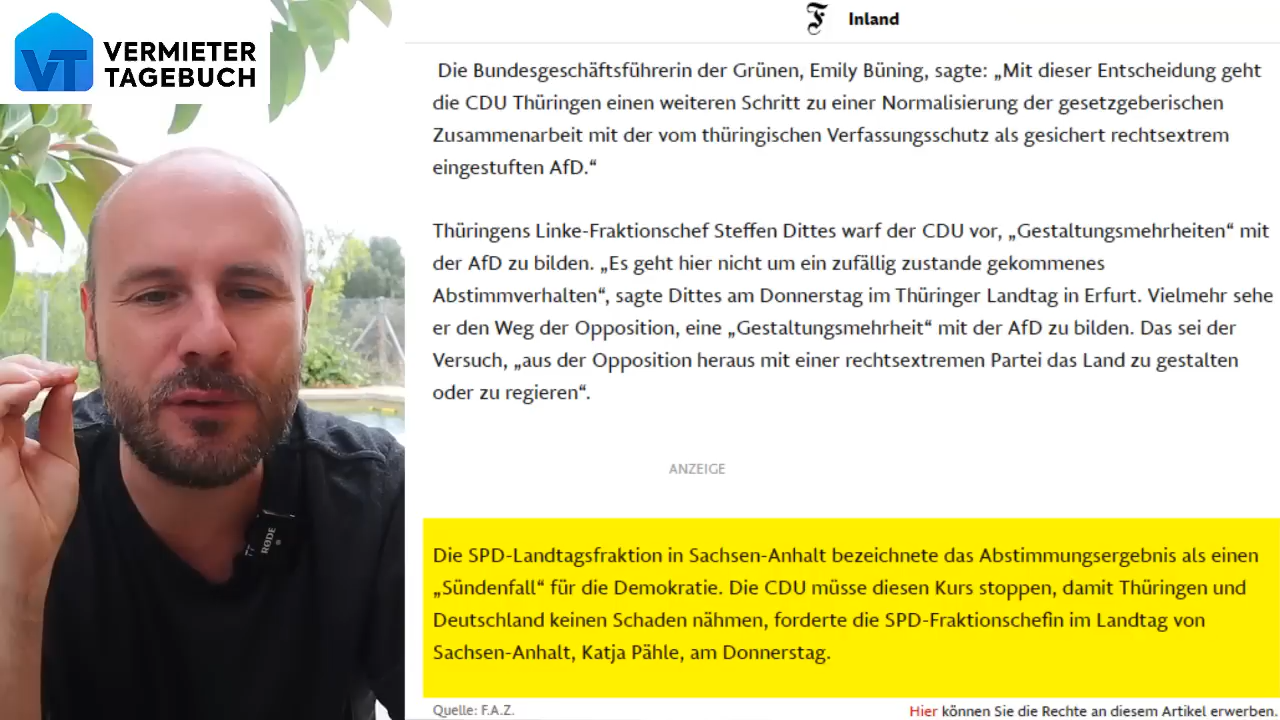 VT VERMIETER
TAGEBUCH
F Inland
Die Bundesgeschäftsführerin der Grünen, Emily Büning, sagte: „Mit dieser Entscheidung geht
die CDU Thüringen einen weiteren Schritt zu einer Normalisierung der gesetzgeberischen
Zusammenarbeit mit der vom thüringischen Verfassungsschutz als gesichert rechtsextrem
eingestuften AfD.“
Thüringens Linke-Fraktionschef Steffen Dittes warf der CDU vor, „Gestaltungsmehrheiten“ mit
der AfD zu bilden. „Es geht hier nicht um ein zufällig zustande gekommenes
Abstimmverhalten“, sagte Dittes am Donnerstag im Thüringer Landtag in Erfurt. Vielmehr sehe
er den Weg der Opposition, eine „Gestaltungsmehrheit“ mit der AfD zu bilden. Das sei der
Versuch, „aus der Opposition heraus mit einer rechtsextremen Partei das Land zu gestalten
oder zu regieren“.
ANZEIGE
Die SPD-Landtagsfraktion in Sachsen-Anhalt bezeichnete das Abstimmungsergebnis als einen
„Sündenfall“ für die Demokratie. Die CDU müsse diesen Kurs stoppen, damit Thüringen und
Deutschland keinen Schaden nähmen, forderte die SPD-Fraktionschefin im Landtag von
Sachsen-Anhalt, Katja Pähle, am Donnerstag.
Quelle: F.A.Z.
Hier können Sie die Rechte an diesem Artikel erwerben.
RØDE